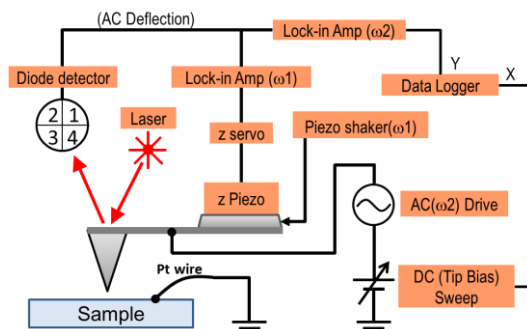 (AC Deflection)
Lock-in Amp (ω2)
Diode detector
Lock-in Amp (ω1)
Y
X
Laser
Data Logger
2 1
3 4
z servo
Piezo shaker(ω1)
z Piezo
AC(ω2) Drive
Pt wire
DC (Tip Bias)
Sweep
Sample